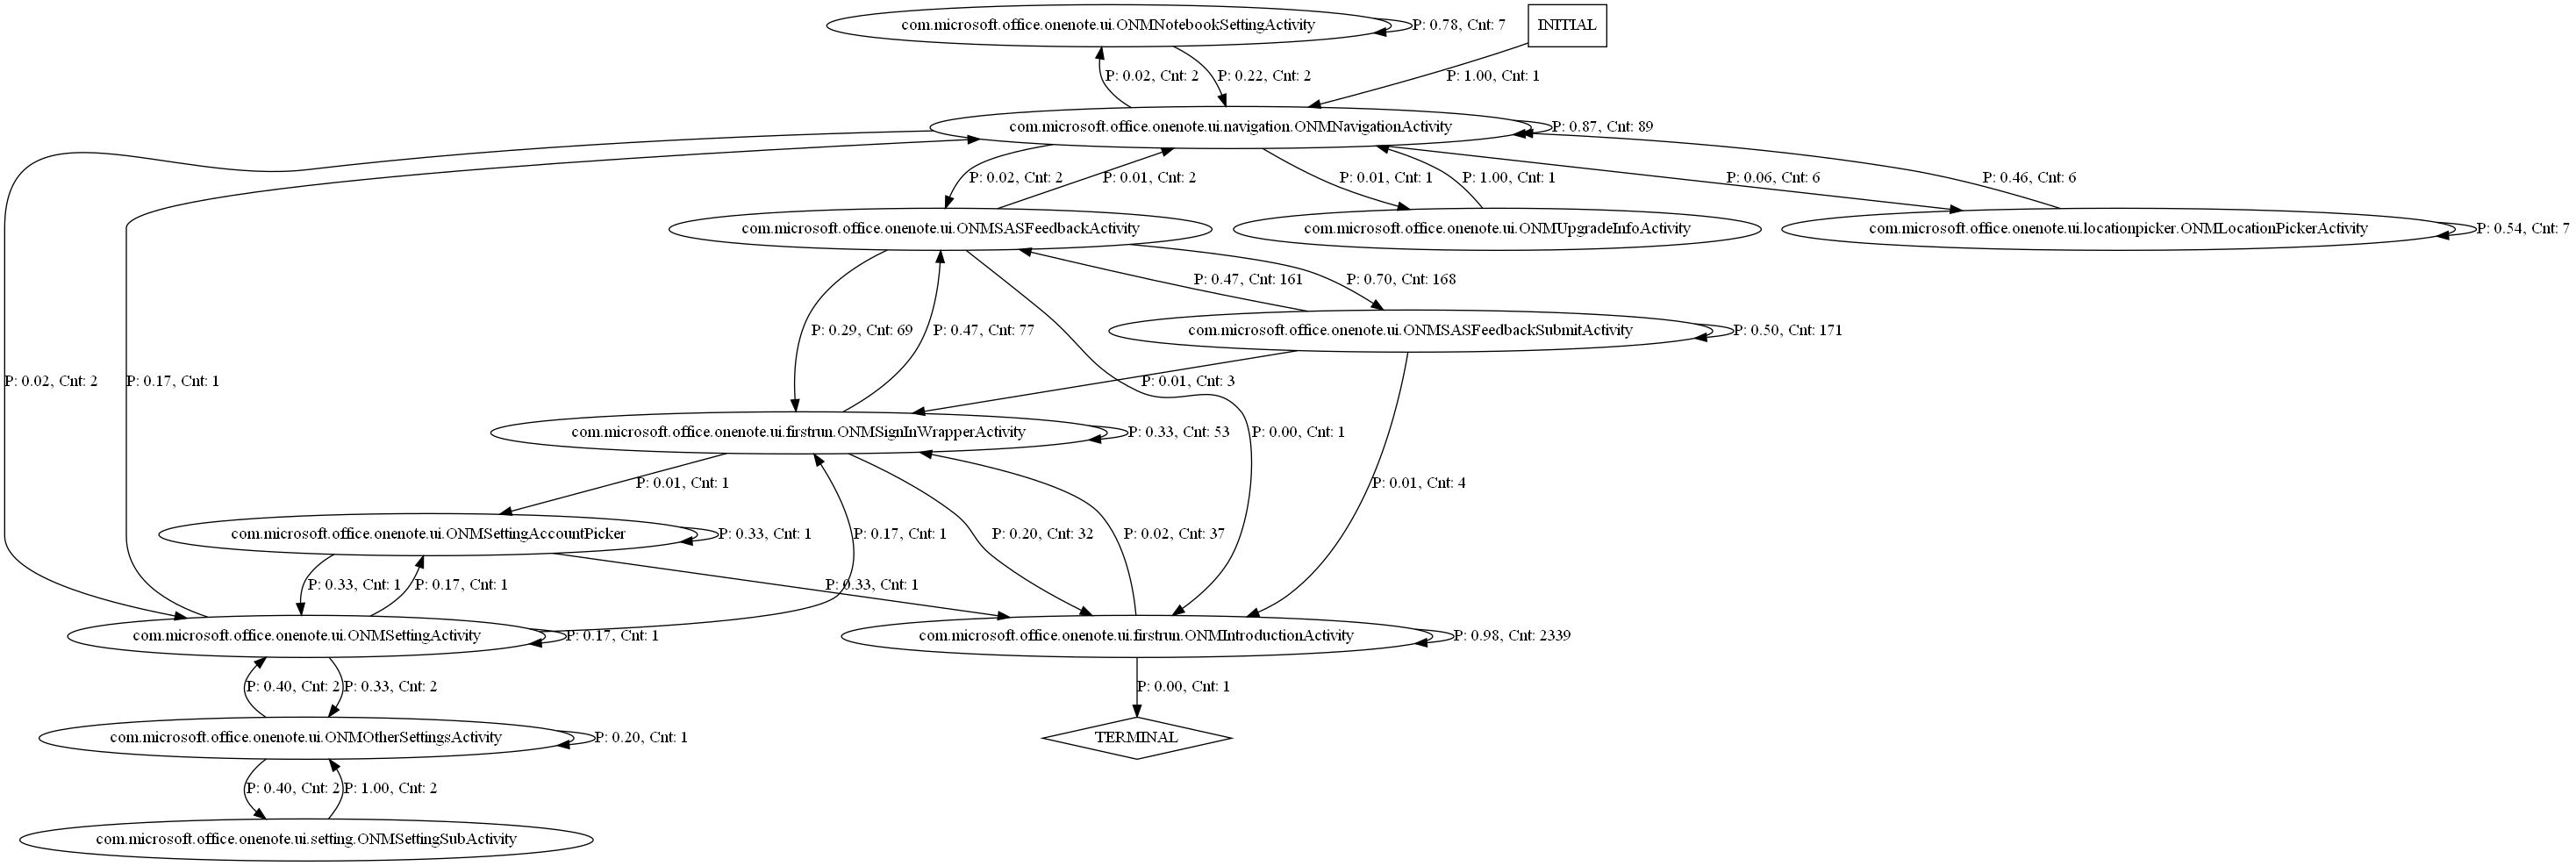 com.microsoft.office.onenote.ui.ONMNotebookSettingActivity
P: 0.78, Cnt: 7
INITIAL
P: 0.02, Cnt: 2
P: 0.22, Cnt: 2
P: 1.00, Cnt: 1
com.microsoft.office.onenote.ui.navigation.ONMNavigationActivity
P: 0.87, Cnt: 89
P: 0.02, Cnt: 2
P: 0.01, Cnt: 2
P: 0.01, Cnt: 1
P: 1.00, Cnt: 1
P: 0.06, Cnt: 6
P: 0.46, Cnt: 6
com.microsoft.office.onenote.ui.ONMSASFeedbackActivity
com.microsoft.office.onenote.ui.ONMUpgradeInfoActivity
com.microsoft.office.onenote.ui.locationpicker.ONMLocationPickerActivity
P: 0.54, Cnt: 7
P: 0.47, Cnt: 161
P: 0.70, Cnt: 168
P: 0.29, Cnt: 69
P: 0.47, Cnt: 77
com.microsoft.office.onenote.ui.ONMSASFeedbackSubmitActivity
P: 0.50, Cnt: 171
P: 0.02, Cnt: 2
P: 0.17, Cnt: 1
P: 0.01, Cnt: 3
com.microsoft.office.onenote.ui.firstrun.ONMSignInWrapperActivity
P: 0.33, Cnt: 53
P: 0.00, Cnt: 1
P: 0.01, Cnt: 1
P: 0.01, Cnt: 4
com.microsoft.office.onenote.ui.ONMSettingAccountPicker
P: 0.33, Cnt: 1
P: 0.17, Cnt: 1
P: 0.20, Cnt: 32
P: 0.02, Cnt: 37
P: 0.33, Cnt: 1
P: 0.17, Cnt: 1
P: 0.33, Cnt: 1
com.microsoft.office.onenote.ui.ONMSettingActivity
P: 0.17, Cnt: 1
com.microsoft.office.onenote.ui.firstrun.ONMIntroductionActivity
P: 0.98, Cnt: 2339
P: 0.40, Cnt: 2
P: 0.33, Cnt: 2
P: 0.00, Cnt: 1
com.microsoft.office.onenote.ui.ONMOtherSettingsActivity
P: 0.20, Cnt: 1
TERMINAL
P: 0.40, Cnt: 2
P: 1.00, Cnt: 2
com.microsoft.office.onenote.ui.setting.ONMSettingSubActivity